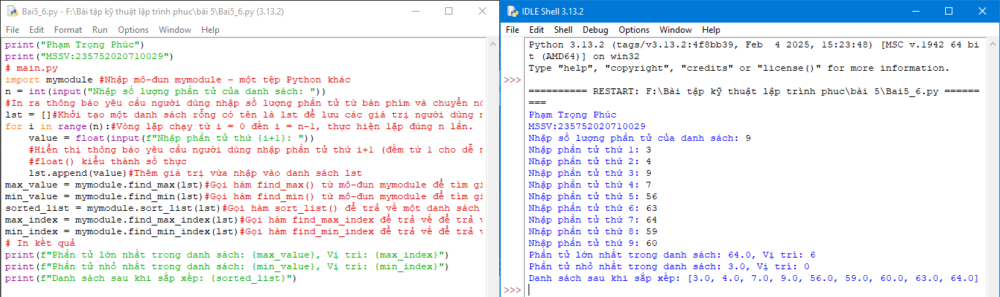 Bai5_6.py - F:\Bài tập kỹ thuật lập trình phuc\bài 5\Bai5_6.py (3.13.2)
File Edit Format Run Options Window Help
print("Phạm Trọng Phúc")
print("MSSV:235752020710029")
# main.py
import mymodule #Nhập mô-đun mymodule - một tệp Python khác
n = int(input("Nhập số lượng phần tử của danh sách: "))
#In ra thông báo yêu cầu người dùng nhập số lượng phần tử từ bàn phím và chuyển
lst = []#Khởi tạo một danh sách rỗng có tên là lst để lưu các giá trị người dùng
for i in range(n):#Vòng lặp chạy từ i = 0 đến i = n-1, thực hiện lặp đúng n lần.
    value = float(input(f"Nhập phần tử thứ {i+1}: "))
    #Hiển thị thông báo yêu cầu người dùng nhập phần tử thứ i+1 (đếm từ 1 cho dễ
    #float() kiểu thành số thực
    lst.append(value)#Thêm giá trị vừa nhập vào danh sách lst
max_value = mymodule.find_max(lst)#Gọi hàm find_max() từ mô-đun mymodule để tìm
min_value = mymodule.find_min(lst)#Gọi hàm find_min() từ mô-đun mymodule để tìm
sorted_list = mymodule.sort_list(lst)#Gọi hàm sort_list() để trả về một danh sách
max_index = mymodule.find_max_index(lst)#Gọi hàm find_max_index để trả về để trả
min_index = mymodule.find_min_index(lst)#Gọi hàm find_min_index để trả về để trả
# In kết quả
print(f"Phần tử lớn nhất trong danh sách: {max_value}, Vị trí: {max_index}")
print(f"Phần tử nhỏ nhất trong danh sách: {min_value}, Vị trí: {min_index}")
print(f"Danh sách sau khi sắp xếp: {sorted_list}")
IDLE Shell 3.13.2
File Edit Shell Debug Options Window Help
Python 3.13.2 (tags/v3.13.2:4f8bb39, Feb  4 2025, 15:23:48) [MSC v.1942 64 bi
t (AMD64)] on win32
Type "help", "copyright", "credits" or "license()" for more information.
>>>
========== RESTART: F:\Bài tập kỹ thuật lập trình phuc\bài 5\Bai5_6.py =======
===
Phạm Trọng Phúc
MSSV:235752020710029
Nhập số lượng phần tử của danh sách: 9
Nhập phần tử thứ 1: 3
Nhập phần tử thứ 2: 4
Nhập phần tử thứ 3: 9
Nhập phần tử thứ 4: 7
Nhập phần tử thứ 5: 56
Nhập phần tử thứ 6: 63
Nhập phần tử thứ 7: 64
Nhập phần tử thứ 8: 59
Nhập phần tử thứ 9: 60
Phần tử lớn nhất trong danh sách: 64.0, Vị trí: 6
Phần tử nhỏ nhất trong danh sách: 3.0, Vị trí: 0
Danh sách sau khi sắp xếp: [3.0, 4.0, 7.0, 9.0, 56.0, 59.0, 60.0, 63.0, 64.0]
>>>